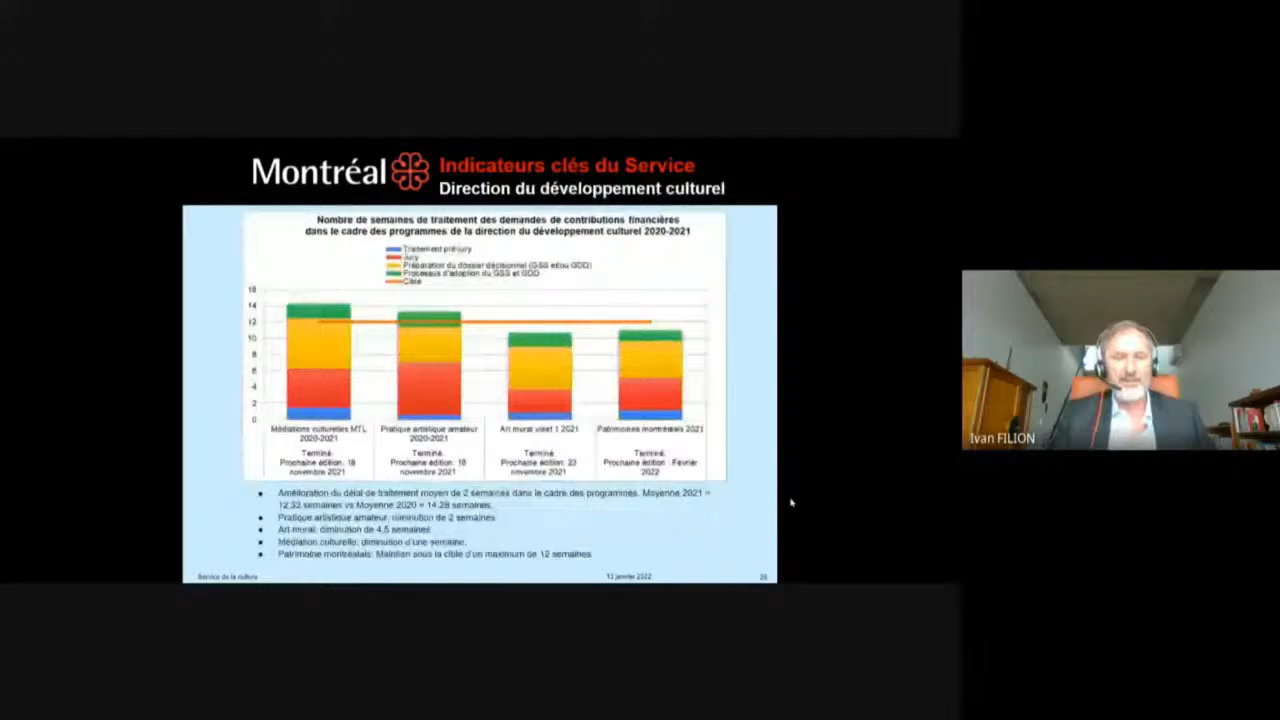 Montréal
Indicateurs clés du Service
Direction du développement culturel
Nombre de semaines de traitement des demandes de contributions financières
dans le cadre des programmes de la direction du développement culturel 2020-2021
Traitement pré-jury
Jury
Préparation du dossier décisionnel (GSS et/ou GDD)
Processus d'adoption du GSS et GDD
Cible
16
14
12
10
8
6
4
2
0
Médiations culturelles MTL
2020-2021
Terminé.
Prochaine édition: 18
novembre 2021
Pratique artistique amateur
2020-2021
Terminé.
Prochaine édition: 18
novembre 2021
Art mural volet 1 2021
Terminé.
Prochaine édition: 23
novembre 2021
Patrimoines montréalais 2021
Terminé.
Prochaine édition : Février
2022
• Amélioration du délai de traitement moyen de 2 semaines dans le cadre des programmes. Moyenne 2021 =
12,32 semaines vs Moyenne 2020 = 14,28 semaines.
• Pratique artistique amateur: diminution de 2 semaines
• Art mural: diminution de 4,5 semaines
• Médiation culturelle: diminution d'une semaine.
• Patrimoine montréalais: Maintien sous la cible d'un maximum de 12 semaines
Service de la culture
13 janvier 2022
Ivan FILION